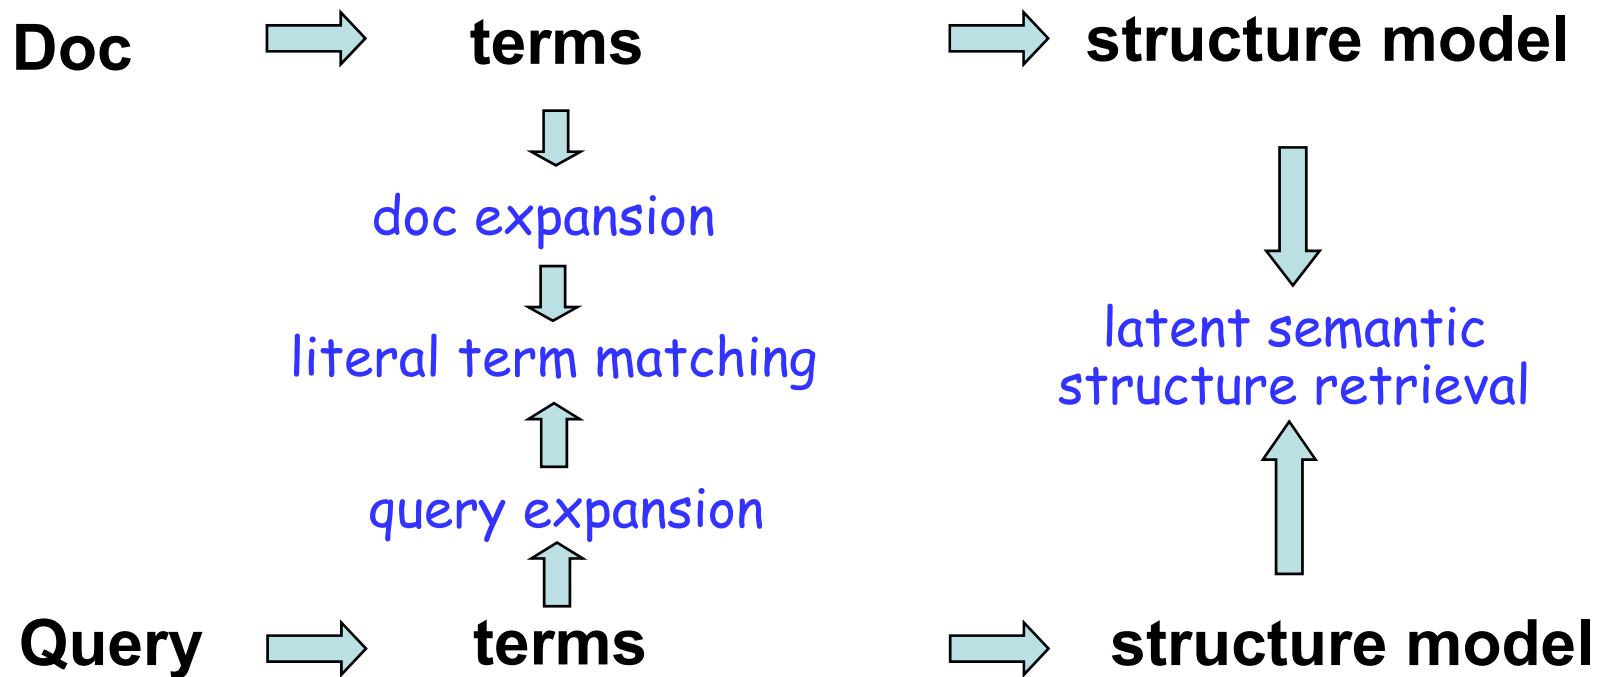 Doc
terms
structure model
doc expansion
literal term matching
latent semantic
structure retrieval
query expansion
Query
terms
structure model